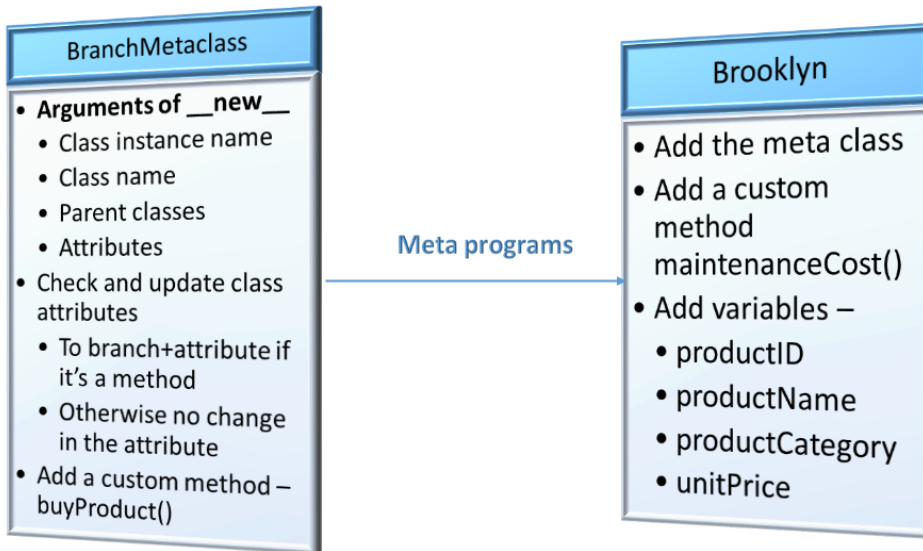 BranchMetaclass
• Arguments of __new__
• Class instance name
• Class name
• Parent classes
• Attributes
• Check and update class
attributes
• To branch+attribute if
it's a method
• Otherwise no change
in the attribute
• Add a custom method –
buyProduct()
Meta programs
Brooklyn
• Add the meta class
• Add a custom
method
maintenanceCost()
• Add variables –
• productID
• productName
• productCategory
• unitPrice